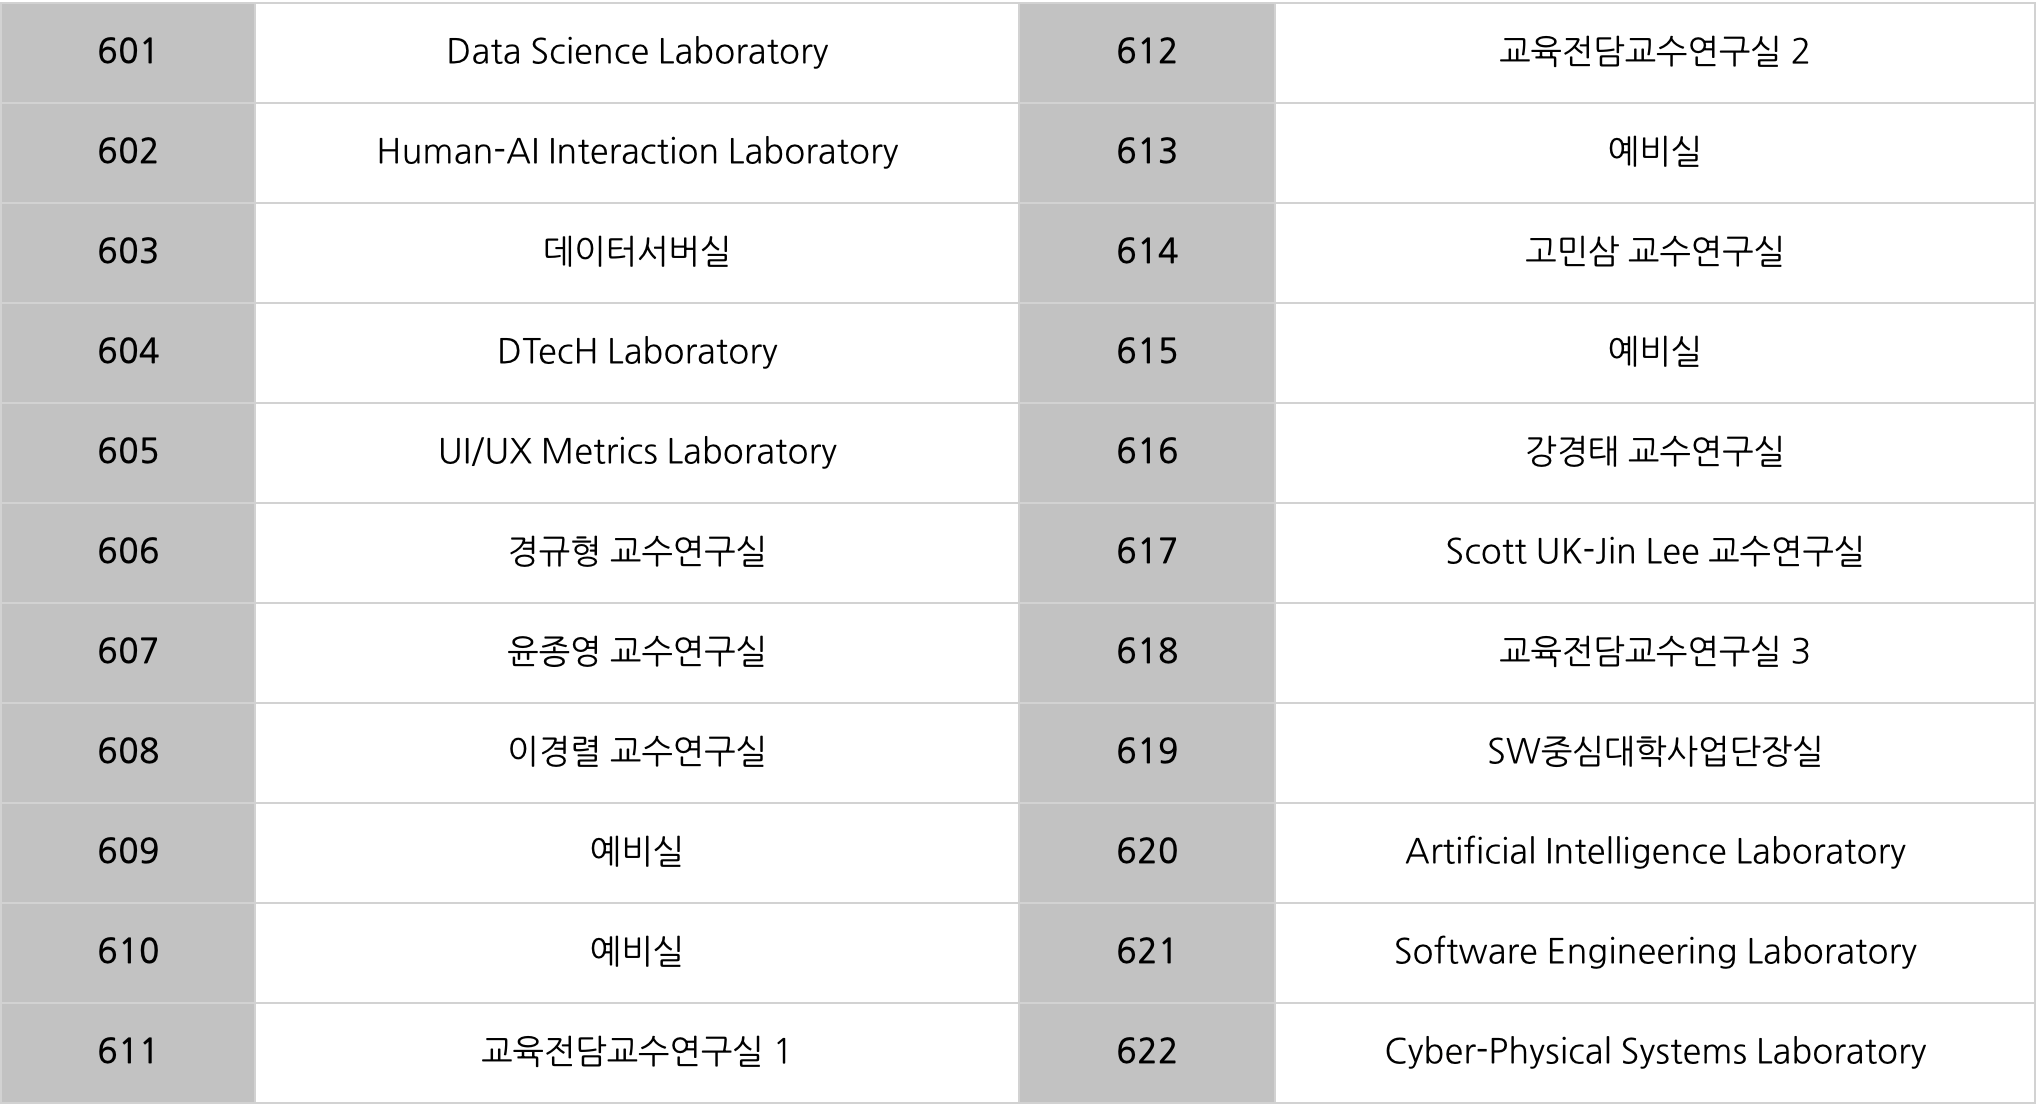 601 Data Science Laboratory 612 교육전담교수연구실 2
602 Human-AI Interaction Laboratory 613 예비실
603 데이터서버실 614 고민삼 교수연구실
604 DTecH Laboratory 615 예비실
605 UI/UX Metrics Laboratory 616 강경태 교수연구실
606 경규형 교수연구실 617 Scott UK-Jin Lee 교수연구실
607 윤종영 교수연구실 618 교육전담교수연구실 3
608 이경렬 교수연구실 619 SW중심대학사업단장실
609 예비실 620 Artificial Intelligence Laboratory
610 예비실 621 Software Engineering Laboratory
611 교육전담교수연구실 1 622 Cyber-Physical Systems Laboratory